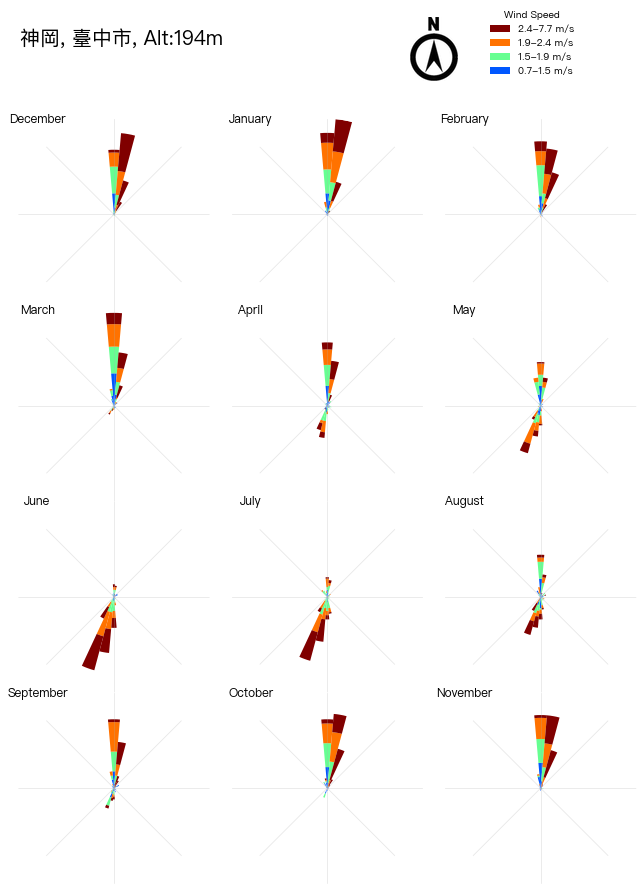 神岡, 臺中市, Alt:194m
N
Wind Speed
2.4–7.7 m/s
1.9–2.4 m/s
1.5–1.9 m/s
0.7–1.5 m/s
December
January
February
March
April
May
June
July
August
September
October
November